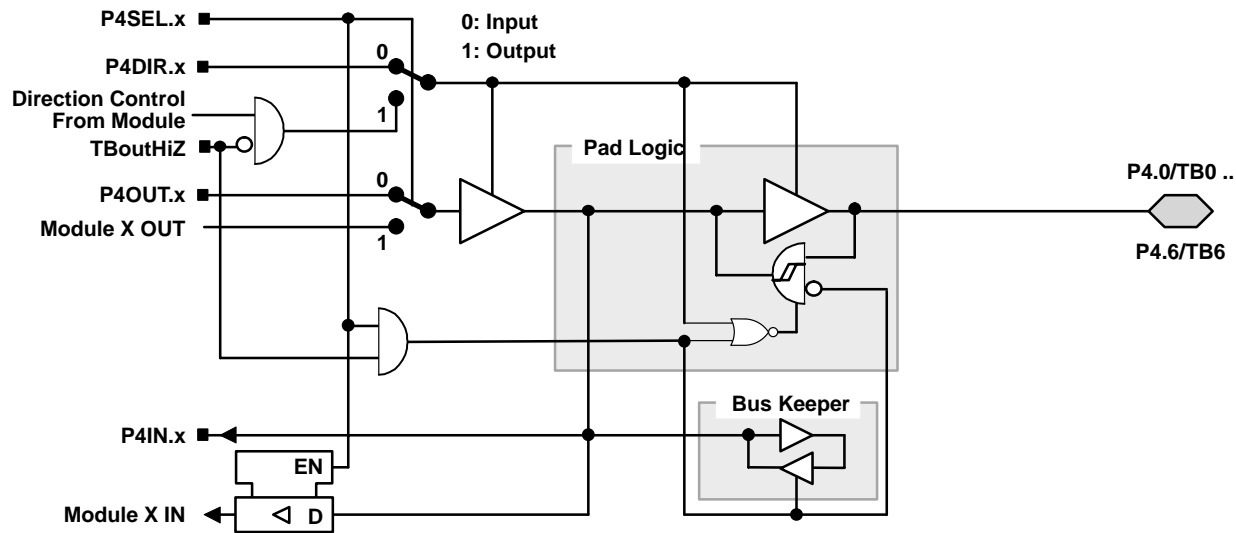 P4SEL.x
0: Input
1: Output
P4DIR.x
0
1
Direction Control
From Module
TBoutHiZ
Pad Logic
P4OUT.x
0
1
Module X OUT
P4.0/TB0 ..
P4.6/TB6
Bus Keeper
P4IN.x
EN
Module X IN
D